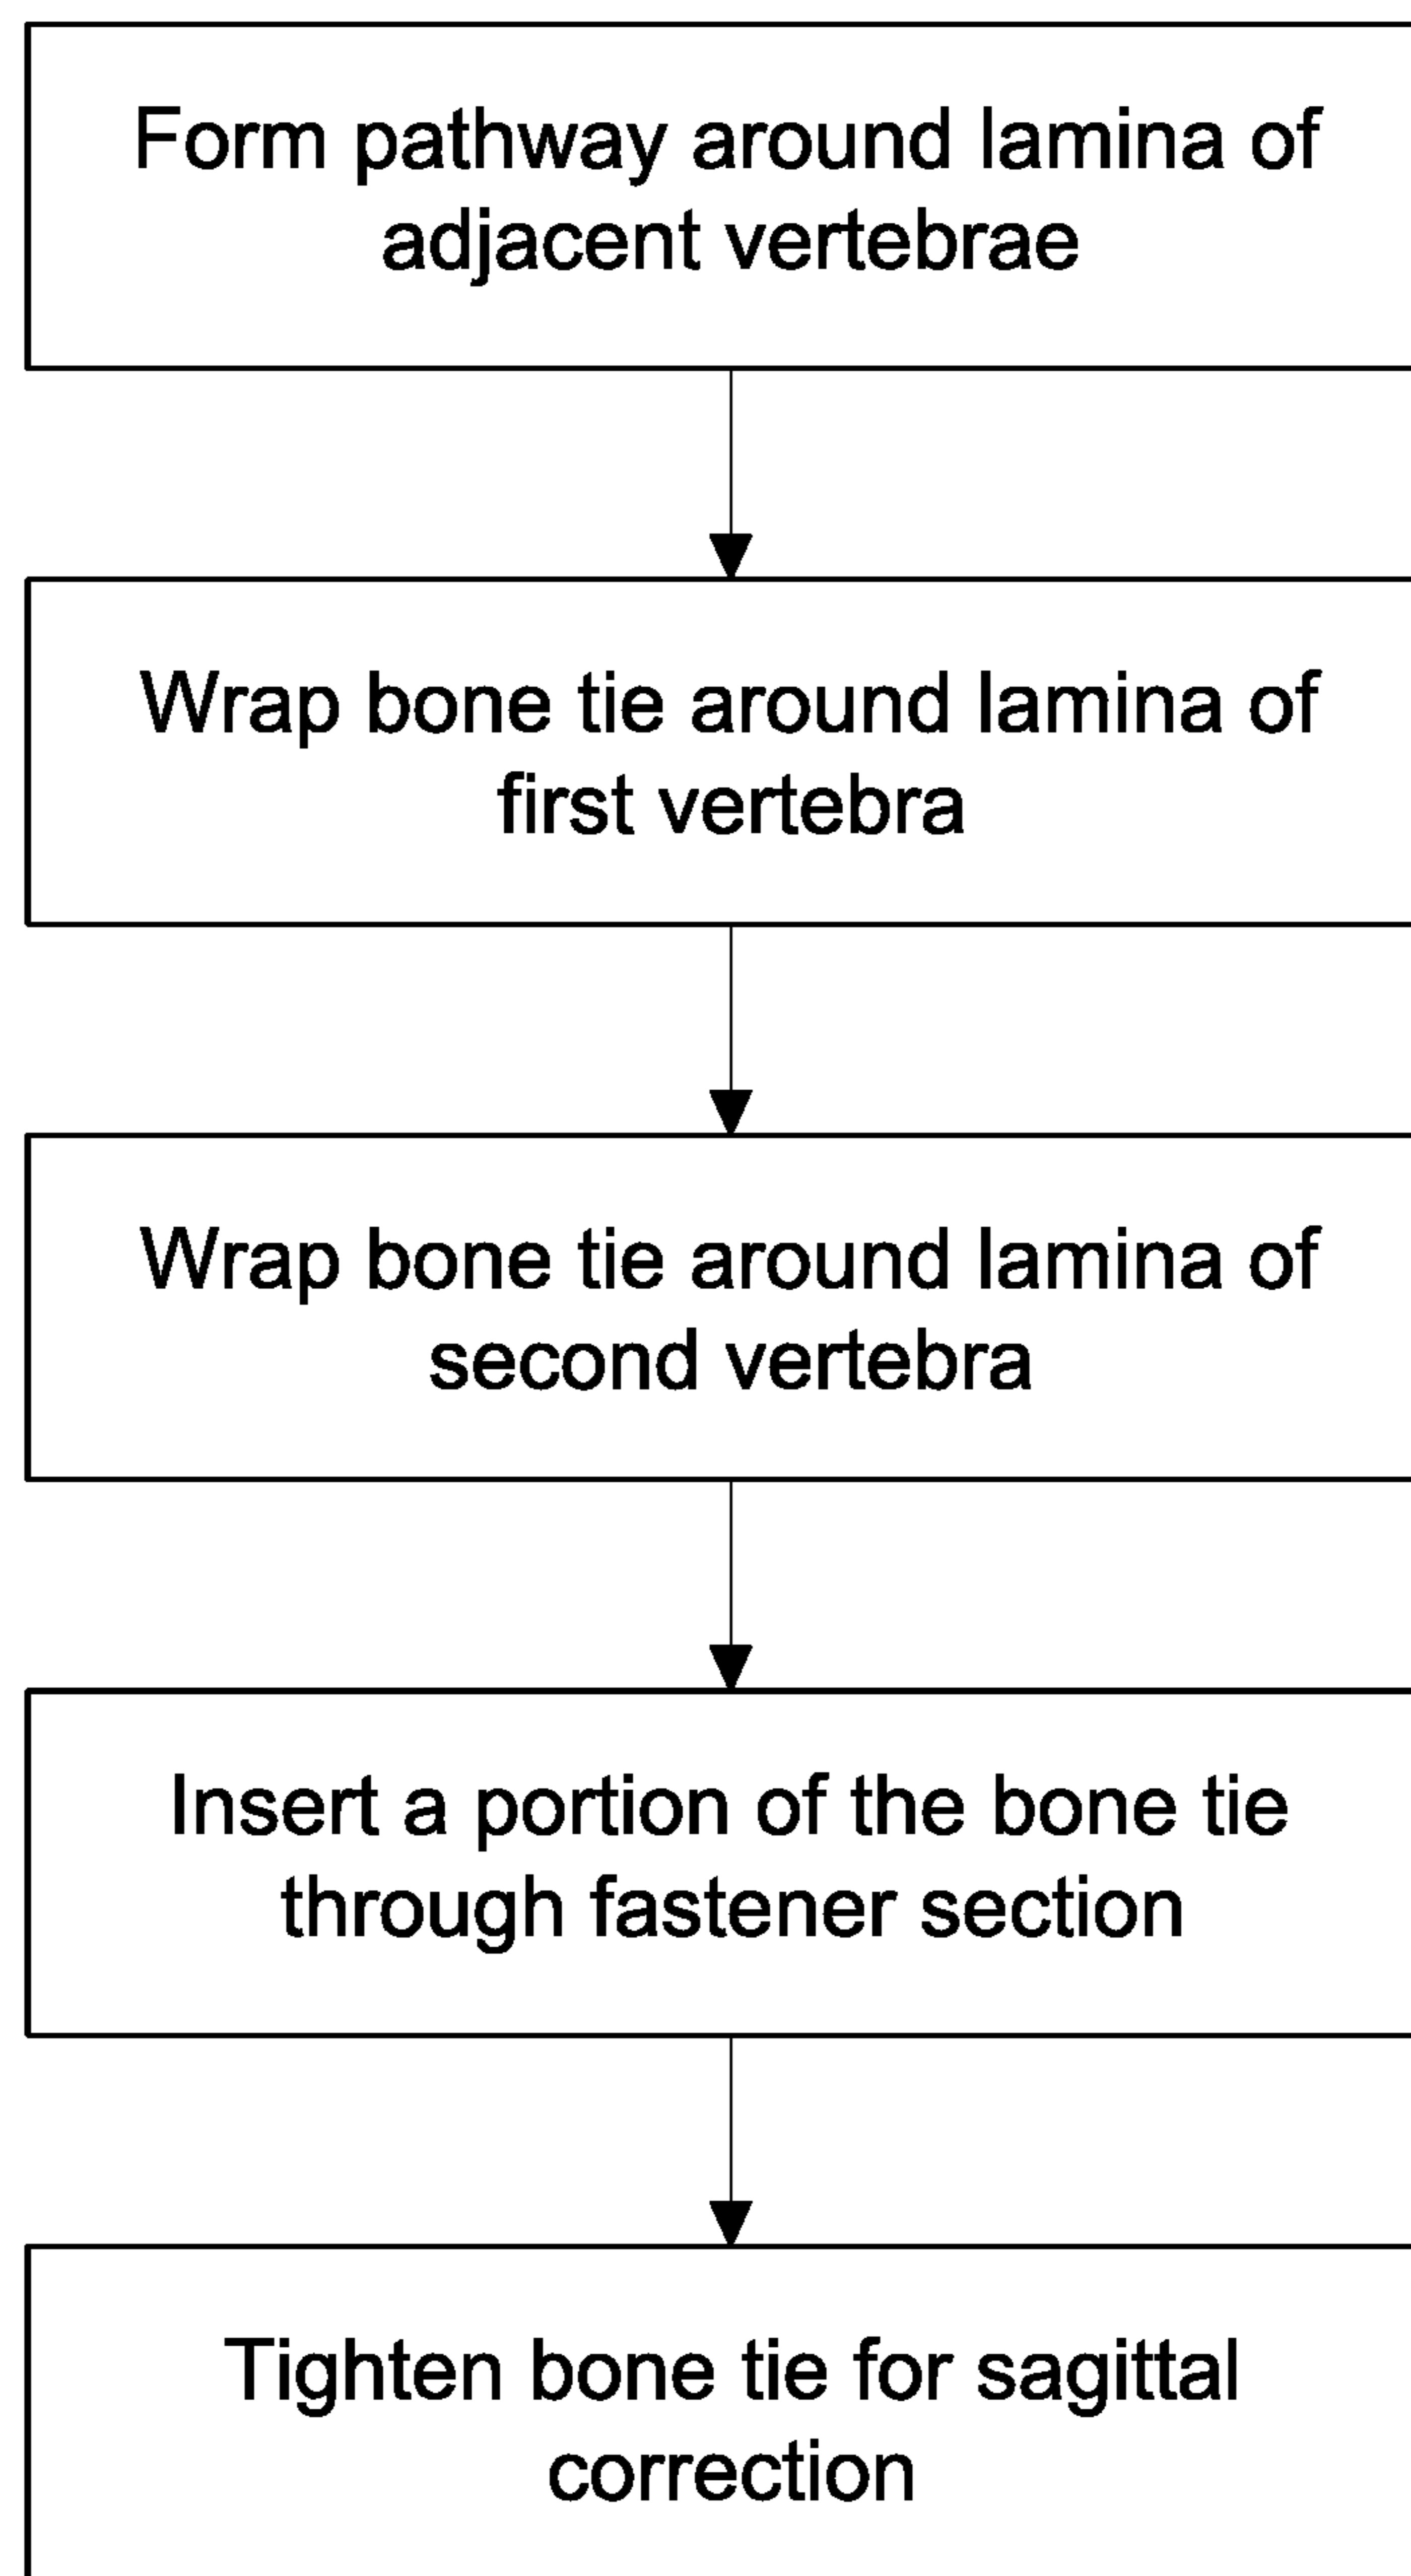 Form pathway around lamina of
adjacent vertebrae
Wrap bone tie around lamina of
first vertebra
Wrap bone tie around lamina of
second vertebra
Insert a portion of the bone tie
through fastener section
Tighten bone tie for sagittal
correction